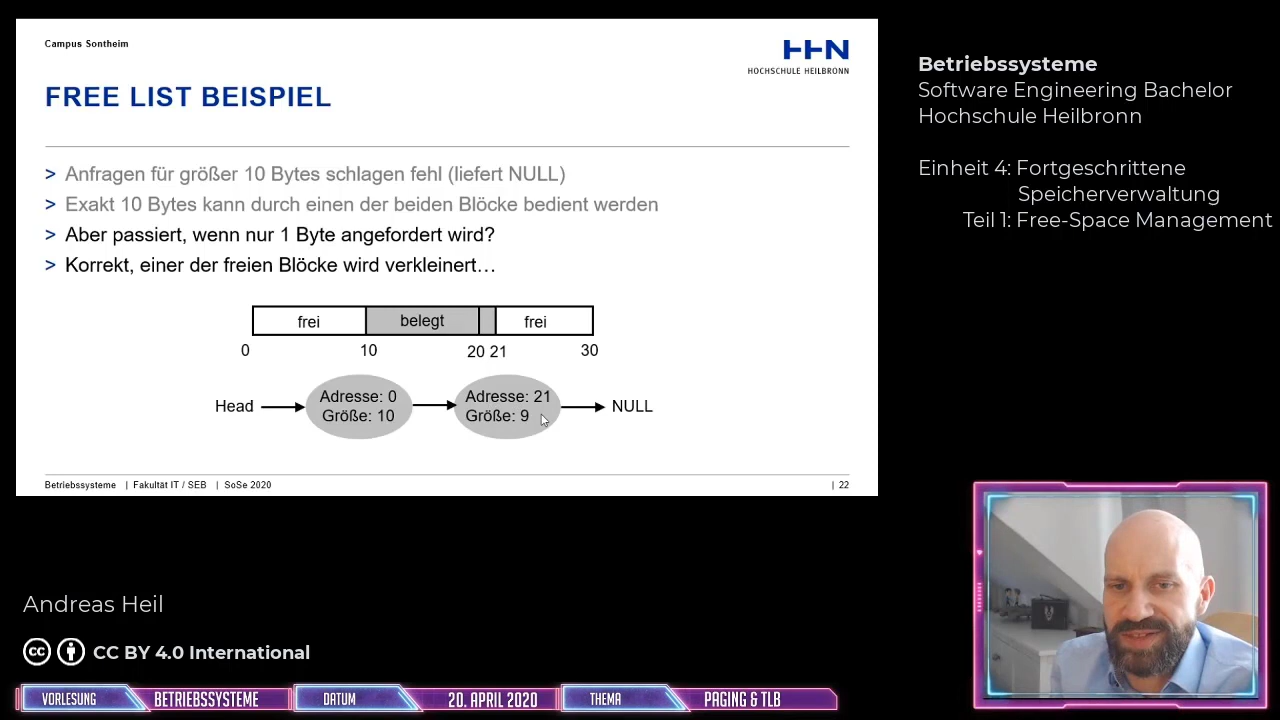 Campus Sontheim
HHN
HOCHSCHULE HEILBRONN
FREE LIST BEISPIEL
> Anfragen für größer 10 Bytes schlagen fehl (liefert NULL)
> Exakt 10 Bytes kann durch einen der beiden Blöcke bedient werden
> Aber passiert, wenn nur 1 Byte angefordert wird?
> Korrekt, einer der freien Blöcke wird verkleinert…
frei belegt frei
0 10 20 21 30
Head Adresse: 0 Adresse: 21 NULL
Größe: 10 Größe: 9
Betriebssysteme | Fakultät IT / SEB | SoSe 2020 | 22
Betriebssysteme
Software Engineering Bachelor
Hochschule Heilbronn
Einheit 4: Fortgeschrittene
Speicherverwaltung
Teil 1: Free-Space Management
Andreas Heil
cc CC BY 4.0 International
VORLESUNG BETRIEBSSYSTEME DATUM 20. APRIL 2020 THEMA PAGING & TLB